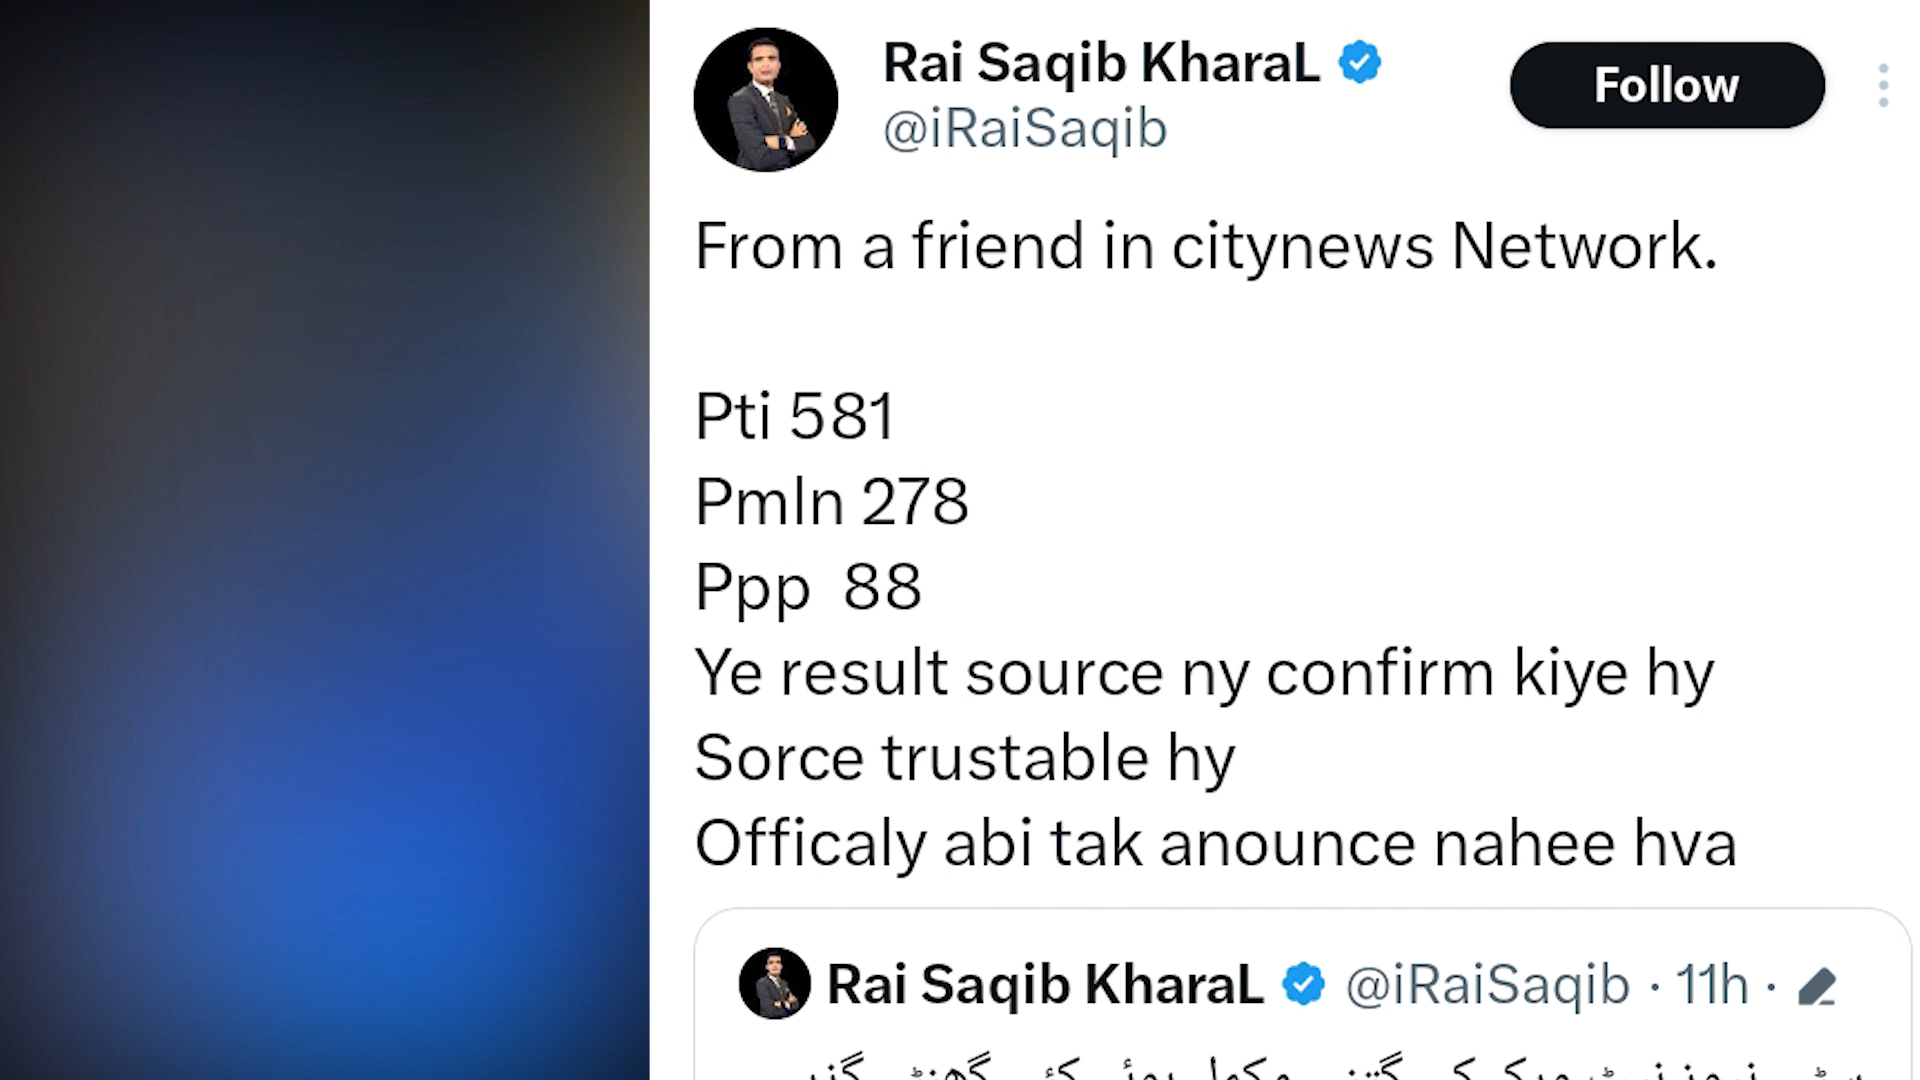 Rai Saqib KharaL
@iRaiSaqib
Follow
From a friend in citynews Network.
Pti 581
Pmln 278
Ppp 88
Ye result source ny confirm kiye hy
Sorce trustable hy
Officaly abi tak anounce nahee hva
Rai Saqib KharaL @iRaiSaqib · 11h ·